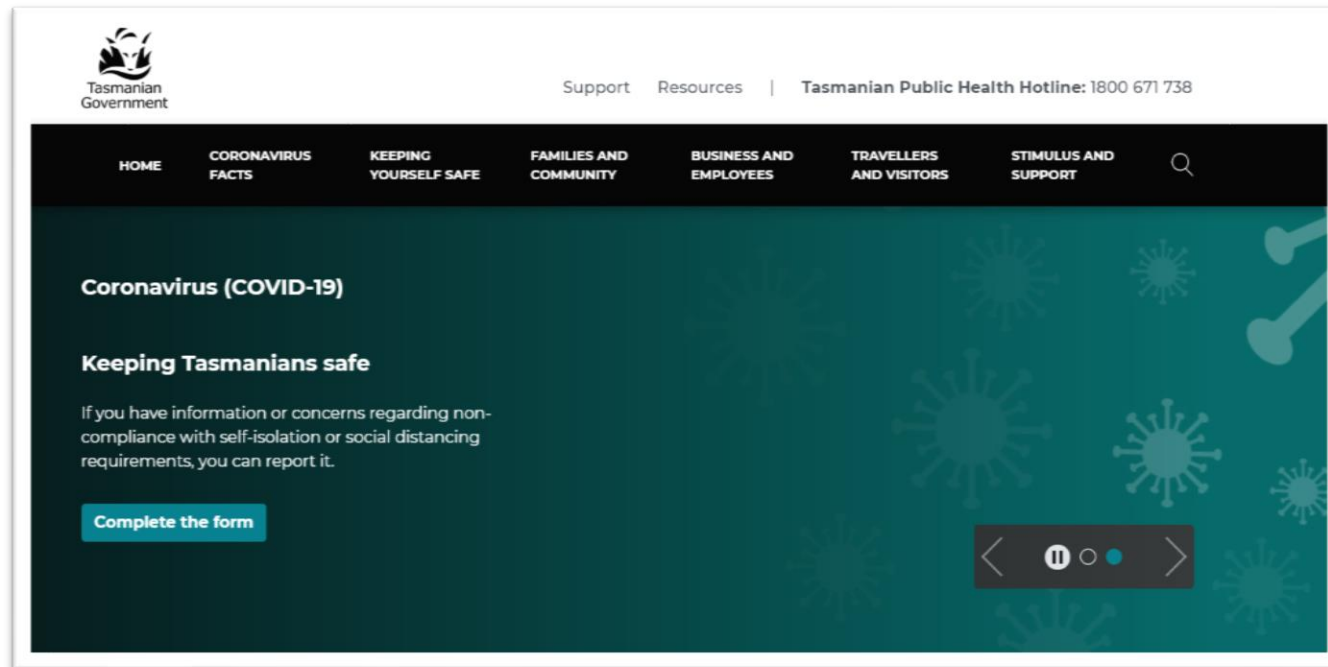 Tasmanian
Government
Support Resources | Tasmanian Public Health Hotline: 1800 671 738
HOME
CORONAVIRUS
FACTS
KEEPING
YOURSELF SAFE
FAMILIES AND
COMMUNITY
BUSINESS AND
EMPLOYEES
TRAVELLERS
AND VISITORS
STIMULUS AND
SUPPORT
Coronavirus (COVID-19)
Keeping Tasmanians safe
If you have information or concerns regarding non-
compliance with self-isolation or social distancing
requirements, you can report it.
Complete the form